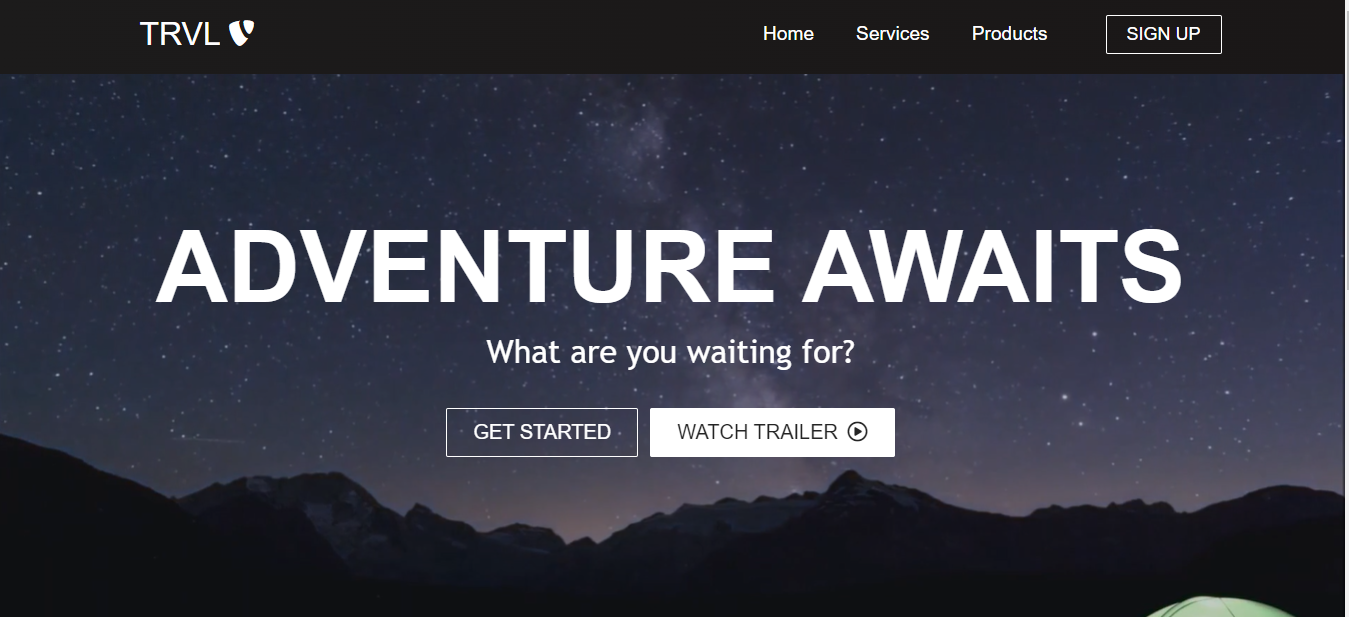 TRVL
Home Services Products SIGN UP
ADVENTURE AWAITS
What are you waiting for?
GET STARTED WATCH TRAILER